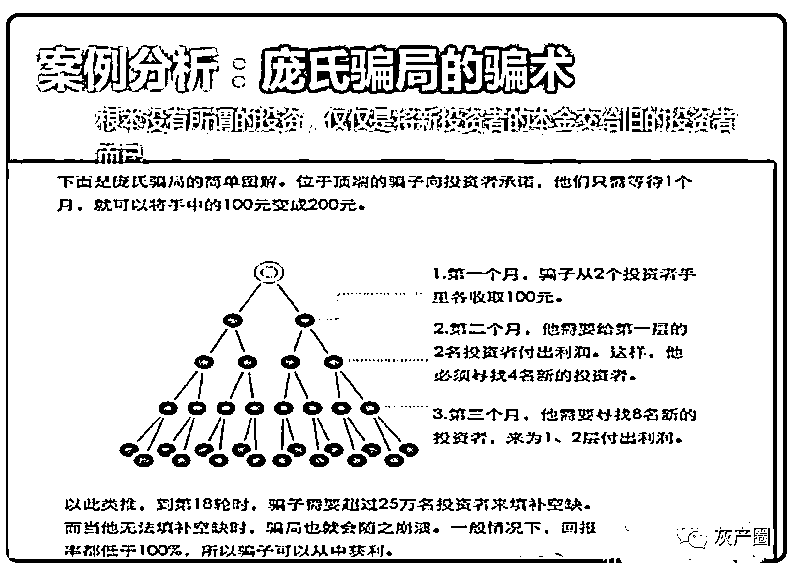 案例分析：庞氏骗局的骗术
根本没有所谓的投资，仅仅是将新投资者的本金交给旧的投资者
而已
下面是庞氏骗局的简单图解。位于顶端的骗子向投资者承诺，他们只需等待1个
月，就可以将手中的100元变成200元。
1.第一个月，骗子从2个投资者手
里各收取100元。
2.第二个月，他需要给第一层的
2名投资者付出利润。这样，他
必须寻找4名新的投资者。
3.第三个月，他需要寻找8名新的
投资者，来为1、2层付出利润。
以此类推，到第18轮时，骗子需要超过25万名投资者来填补空缺。
而当他无法填补空缺时，骗局也就会随之崩溃。一般情况下，回报
率都低于100%，所以骗子可以从中获利。
灰产圈